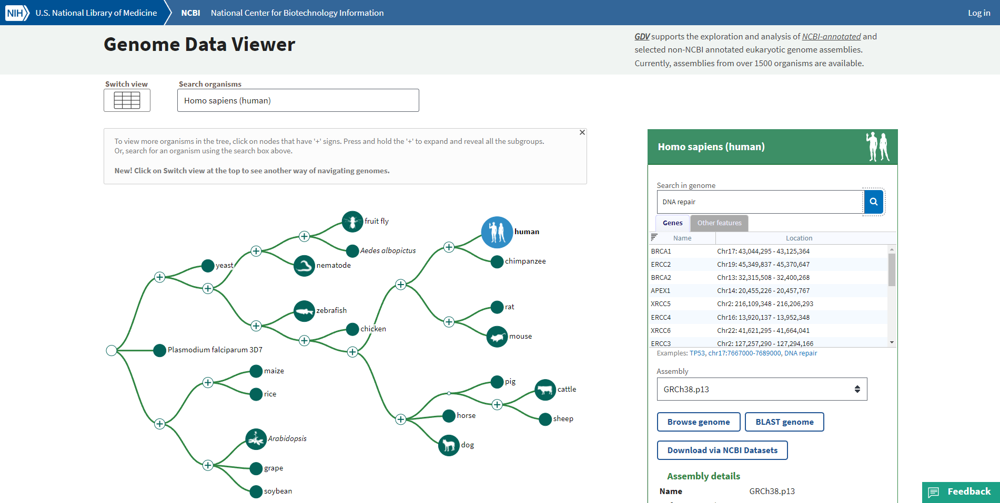 NIH U.S. National Library of Medicine NCBI National Center for Biotechnology Information Log in
Genome Data Viewer
GDV supports the exploration and analysis of NCBI-annotated and
selected non-NCBI annotated eukaryotic genome assemblies.
Currently, assemblies from over 1500 organisms are available.
Switch view
Search organisms
Homo sapiens (human)
To view more organisms in the tree, click on nodes that have '+' signs. Press and hold the '+' to expand and reveal all the subgroups.
Or, search for an organism using the search box above.
New! Click on Switch view at the top to see another way of navigating genomes.
fruit fly
Aedes albopictus
yeast
nematode
zebrafish
chicken
human
chimpanzee
rat
mouse
Plasmodium falciparum 3D7
maize
rice
pig
cattle
horse
sheep
dog
Arabidopsis
grape
soybean
Homo sapiens (human)
Search in genome
DNA repair
Genes Other features
Name Location
BRCA1 Chr17: 43,044,295 - 43,125,364
ERCC2 Chr19: 45,349,837 - 45,370,647
BRCA2 Chr13: 32,315,508 - 32,400,268
APEX1 Chr14: 20,455,226 - 20,457,767
XRCC5 Chr2: 216,109,348 - 216,206,293
ERCC4 Chr16: 13,920,137 - 13,952,348
XRCC6 Chr22: 41,621,295 - 41,664,041
ERCC3 Chr2: 127,257,290 - 127,294,166
Examples: TP53, chr17:7667000-7689000, DNA repair
Assembly
GRCh38.p13
Browse genome BLAST genome
Download via NCBI Datasets
Assembly details
Name GRCh38.p13
Feedback